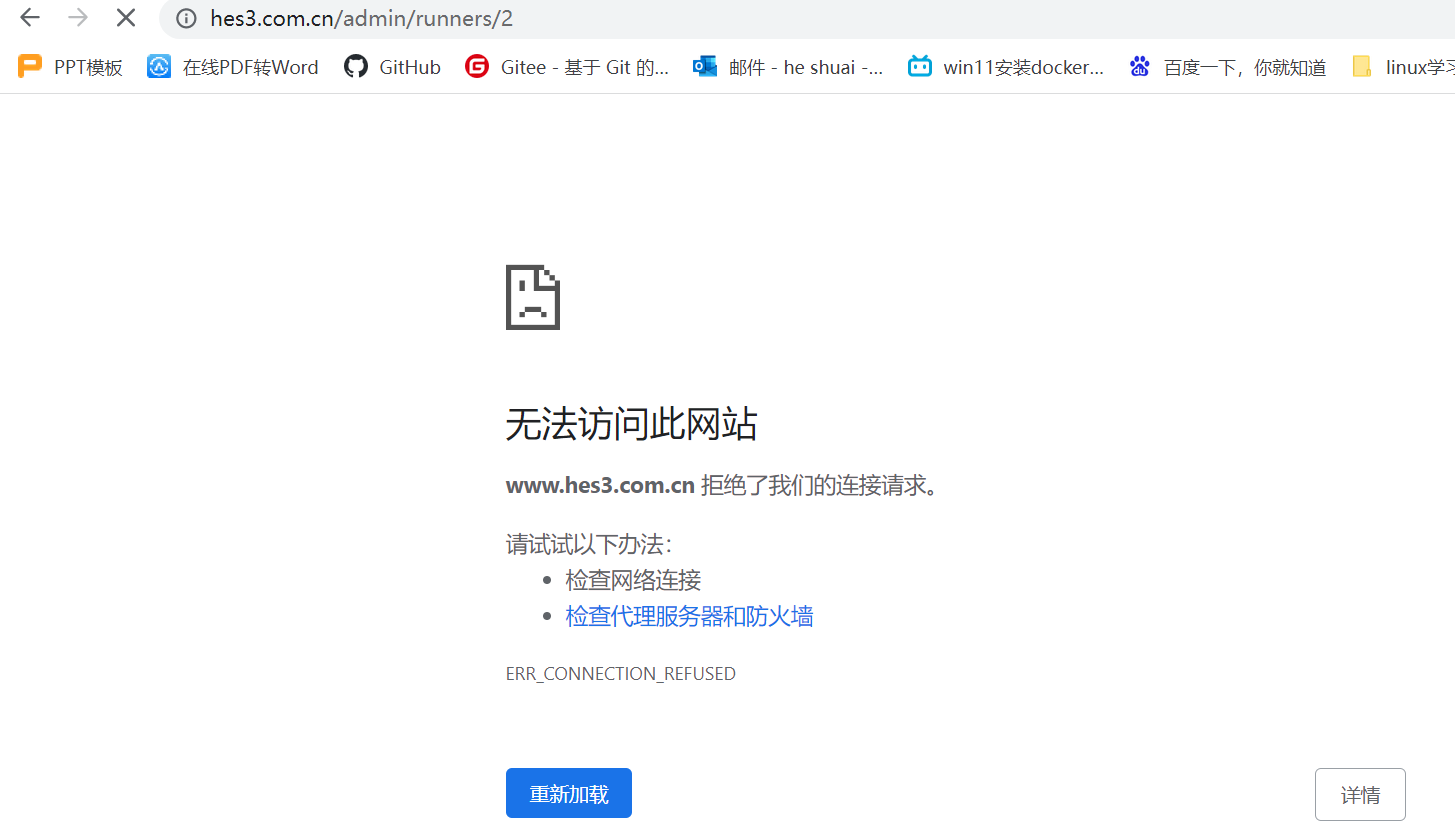 hes3.com.cn/admin/runners/2
PPT模板 在线PDF转Word GitHub Gitee - 基于 Git 的... 邮件 - he shuai -... win11安装docker... 百度一下，你就知道 linux学习
无法访问此网站
www.hes3.com.cn 拒绝了我们的连接请求。
请试试以下办法：
• 检查网络连接
• 检查代理服务器和防火墙
ERR_CONNECTION_REFUSED
重新加载 详情